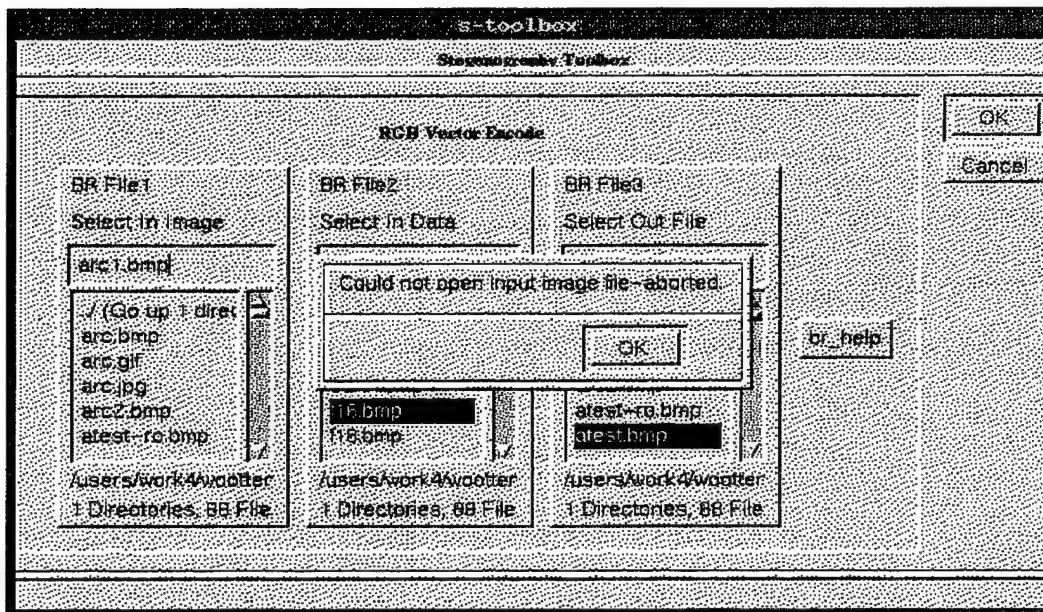 s-toolbox
Steganography Toolbox
RGB Vector Encode
OK
Cancel
BR File1
Select In Image
arc1.bmp
../ (Go up 1 direc
arc.bmp
arc.gif
arc.jpg
arc2.bmp
atest-ro.bmp
/users/work4/wootter
1 Directories, 88 File
BR File2
Select In Data
f16.bmp
f18.bmp
/users/work4/wootter
1 Directories, 88 File
BR File3
Select Out File
atest-ro.bmp
atest.bmp
/users/work4/wootter
1 Directories, 88 File
Could not open input image file-aborted.
OK
br_help